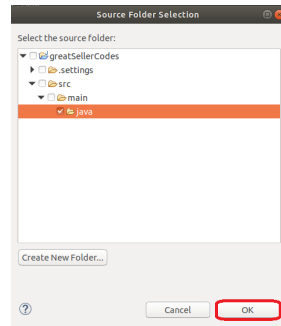 Source Folder Selection
Select the source folder:
greatSellerCodes
.settings
src
main
java
Create New Folder...
Cancel
OK